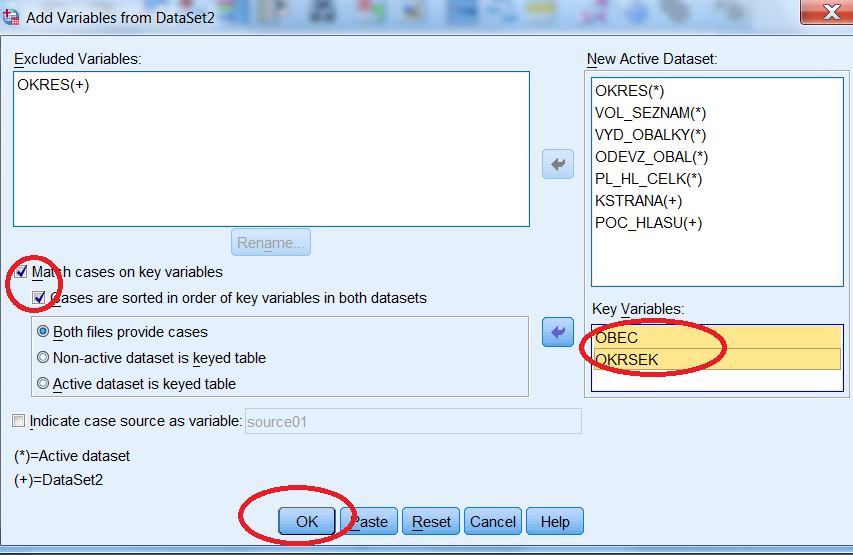 Add Variables from DataSet2
Excluded Variables:
OKRES(+)
Rename...
New Active Dataset:
OKRES(*)
VOL_SEZNAM(*)
VYD_OBALKY(*)
ODEVZ_OBAL(*)
PL_HL_CELK(*)
KSTRANA(+)
POC_HLASU(+)
Match cases on key variables
Cases are sorted in order of key variables in both datasets
Both files provide cases
Non-active dataset is keyed table
Active dataset is keyed table
Key Variables:
OBEC
OKRSEK
Indicate case source as variable: source01
(*)=Active dataset
(+)=DataSet2
OK Paste Reset Cancel Help